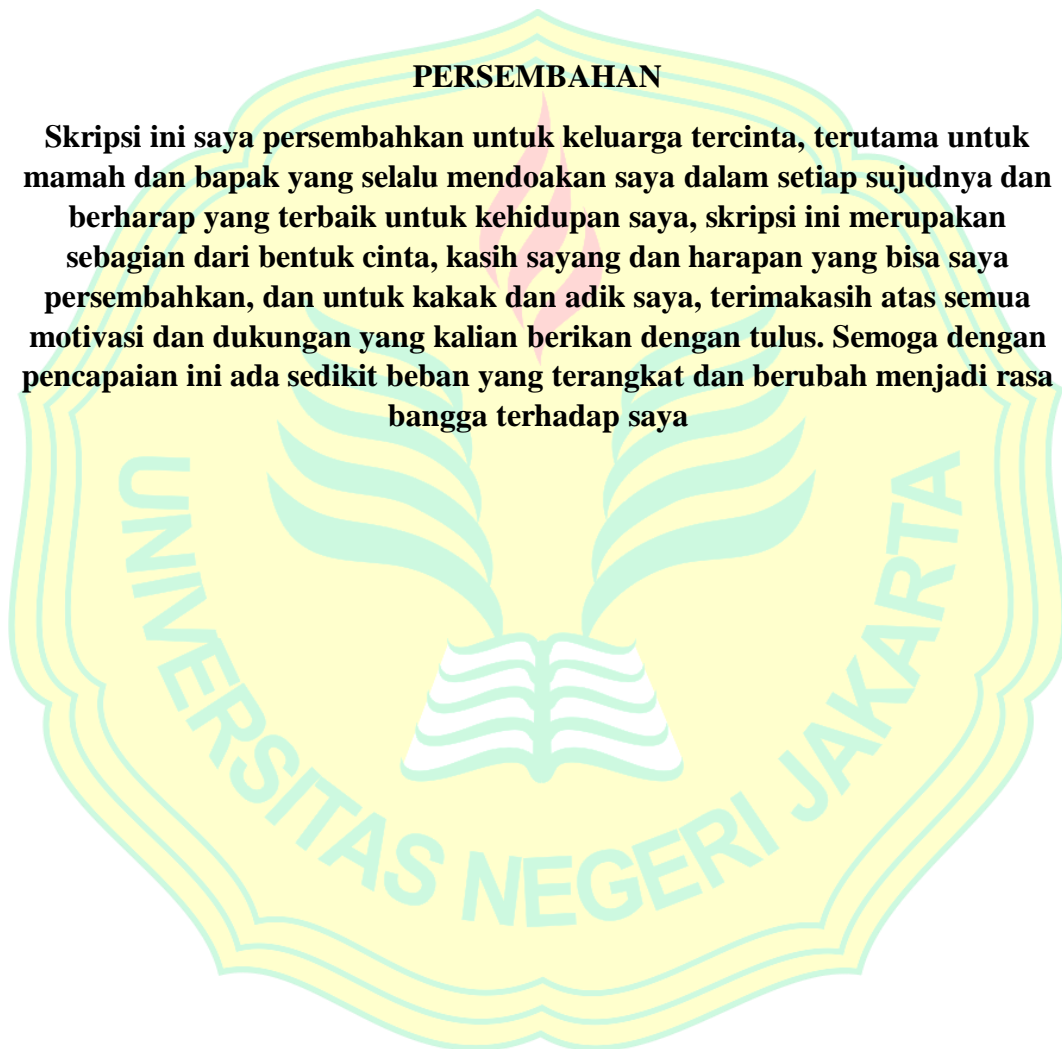 PERSEMBAHAN
Skripsi ini saya persembahkan untuk keluarga tercinta, terutama untuk
mamah dan bapak yang selalu mendoakan saya dalam setiap sujudnya dan
berharap yang terbaik untuk kehidupan saya, skripsi ini merupakan
sebagian dari bentuk cinta, kasih sayang dan harapan yang bisa saya
persembahkan, dan untuk kakak dan adik saya, terimakasih atas semua
motivasi dan dukungan yang kalian berikan dengan tulus. Semoga dengan
pencapaian ini ada sedikit beban yang terangkat dan berubah menjadi rasa
bangga terhadap saya
UNIVERSITAS NEGERI JAKARTA